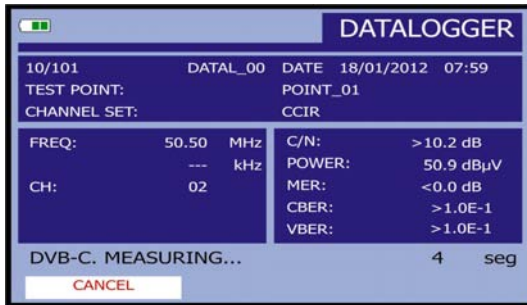 DATALOGGER
10/101 DATAL_00 DATE 18/01/2012 07:59
TEST POINT: POINT_01
CHANNEL SET: CCIR
FREQ: 50.50 MHz
--- kHz
CH: 02
C/N: >10.2 dB
POWER: 50.9 dBµV
MER: <0.0 dB
CBER: >1.0E-1
VBER: >1.0E-1
DVB-C. MEASURING... 4 seg
CANCEL